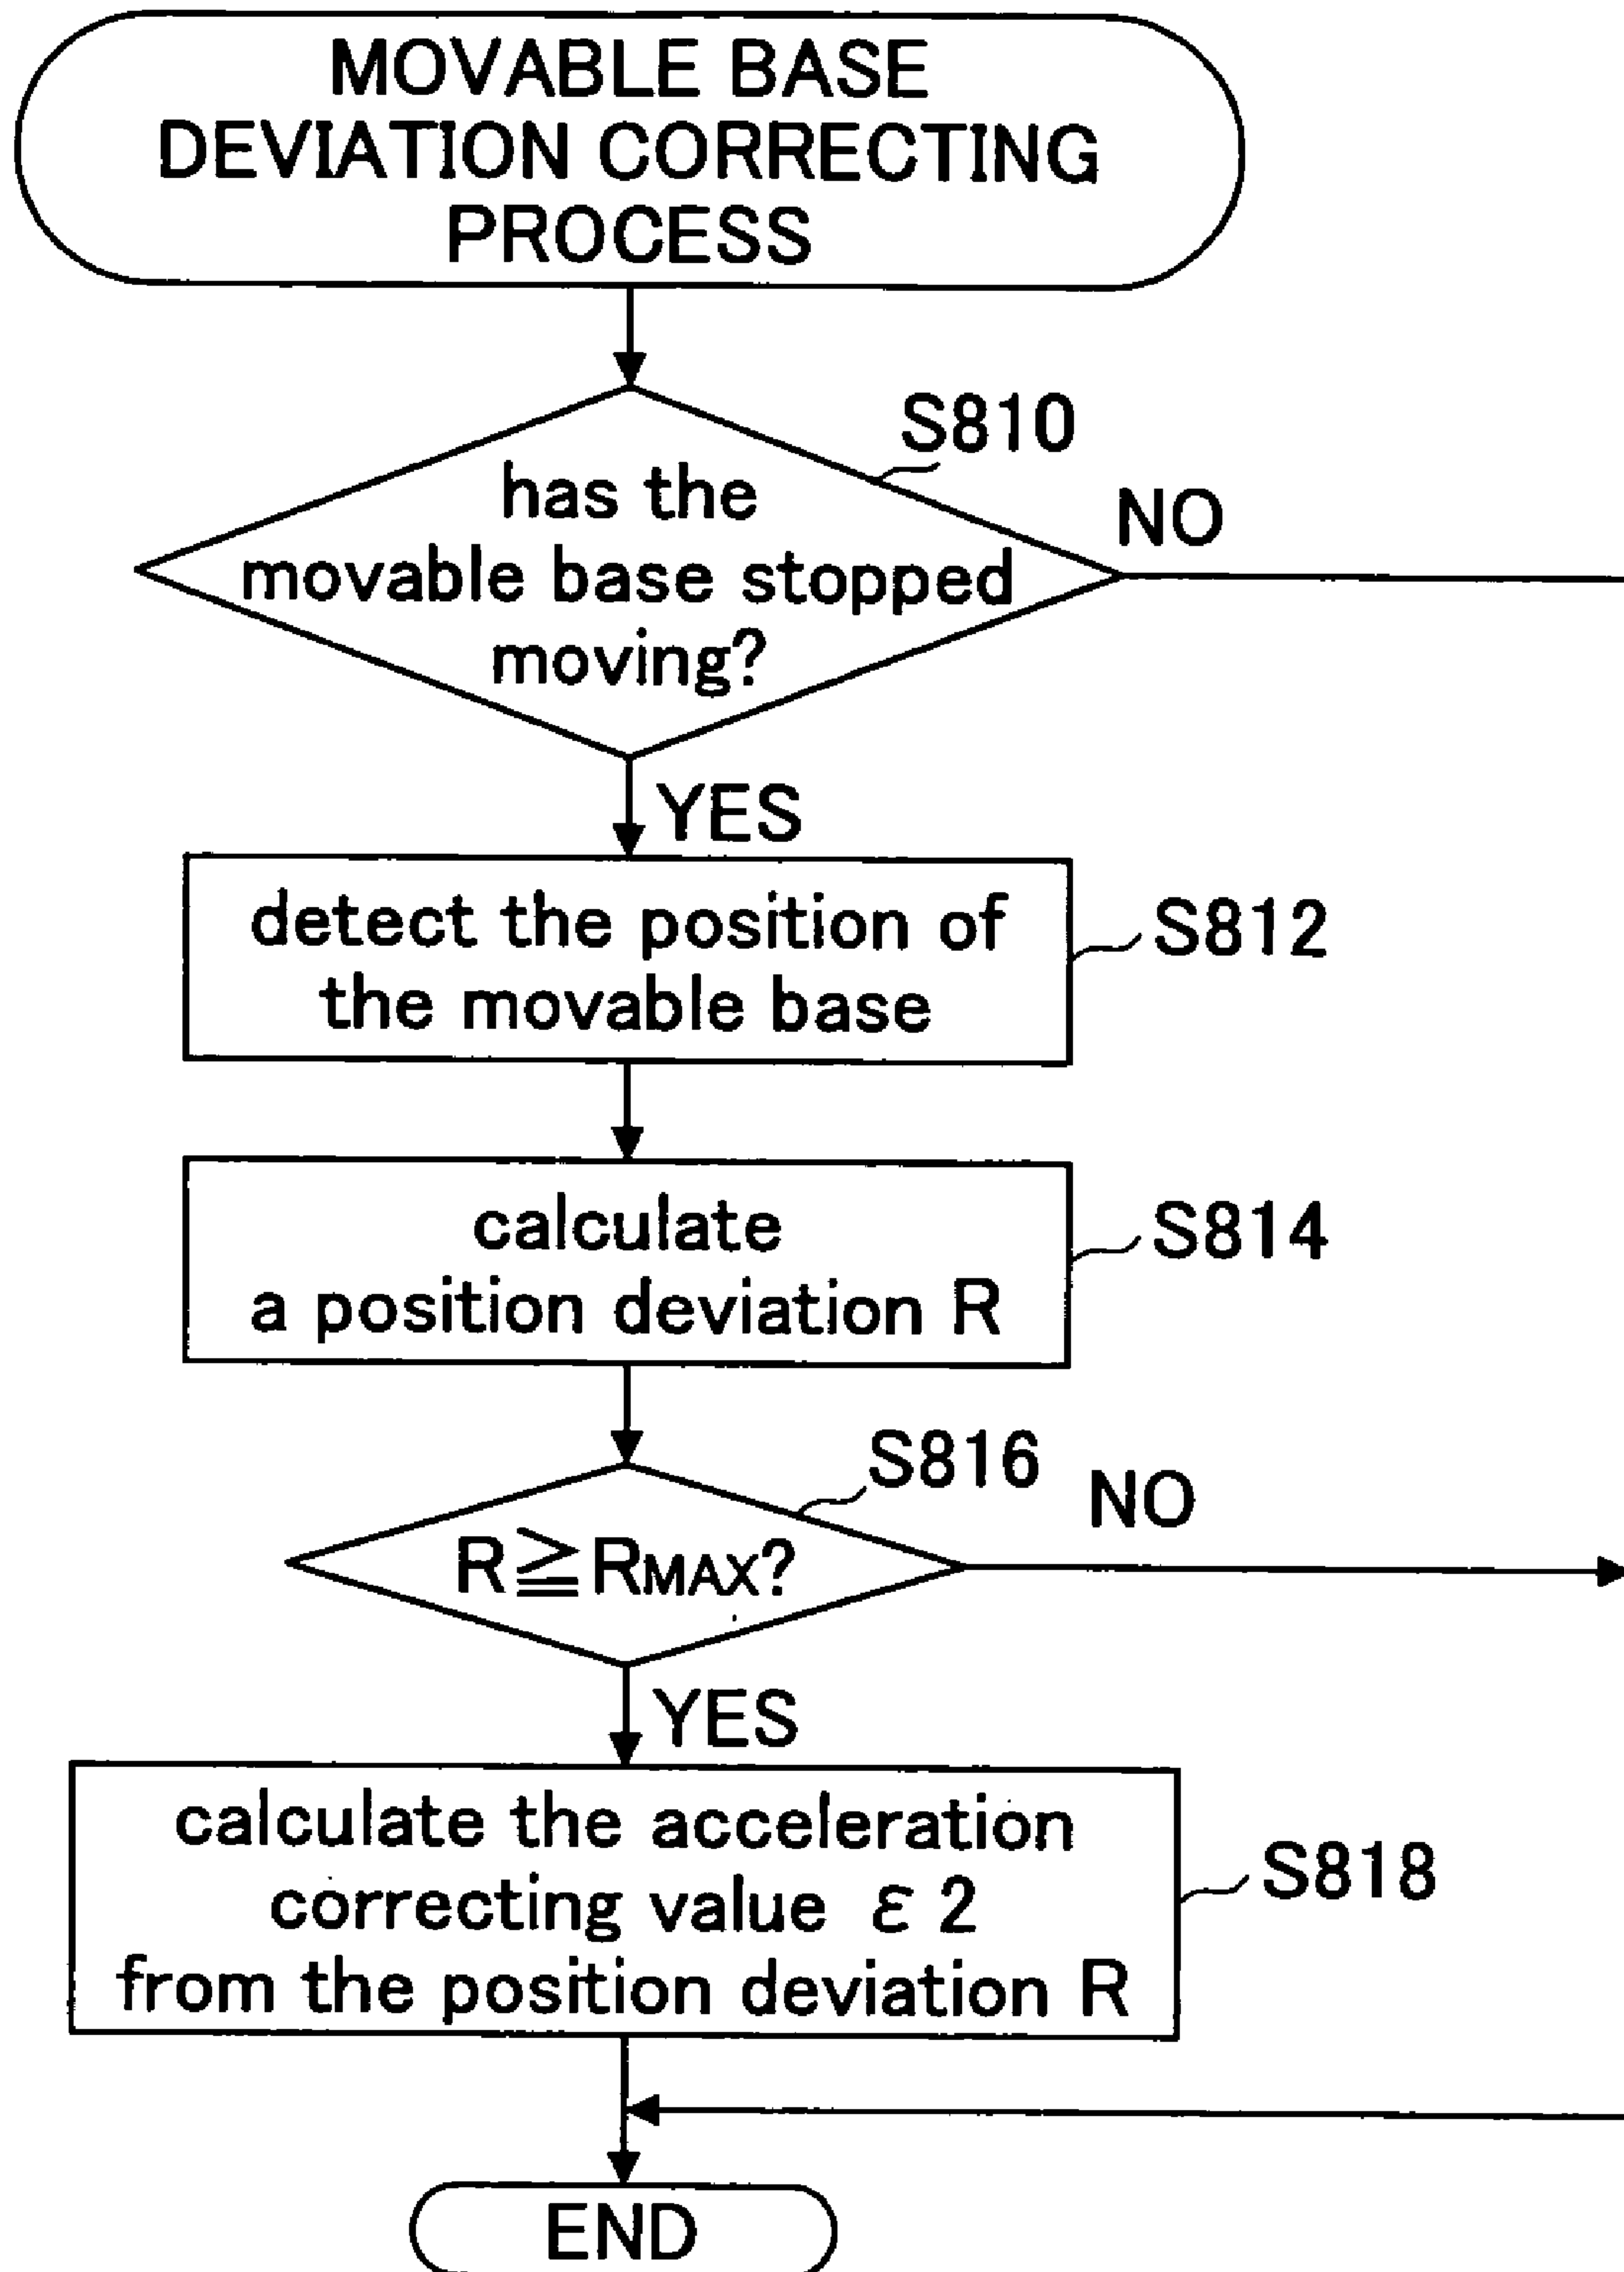 MOVABLE BASE
DEVIATION CORRECTING
PROCESS
S810
has the
movable base stopped
moving?
NO
YES
detect the position of
the movable base
S812
calculate
a position deviation R
S814
S816
R≧RMAX?
NO
YES
calculate the acceleration
correcting value ε2
from the position deviation R
S818
END